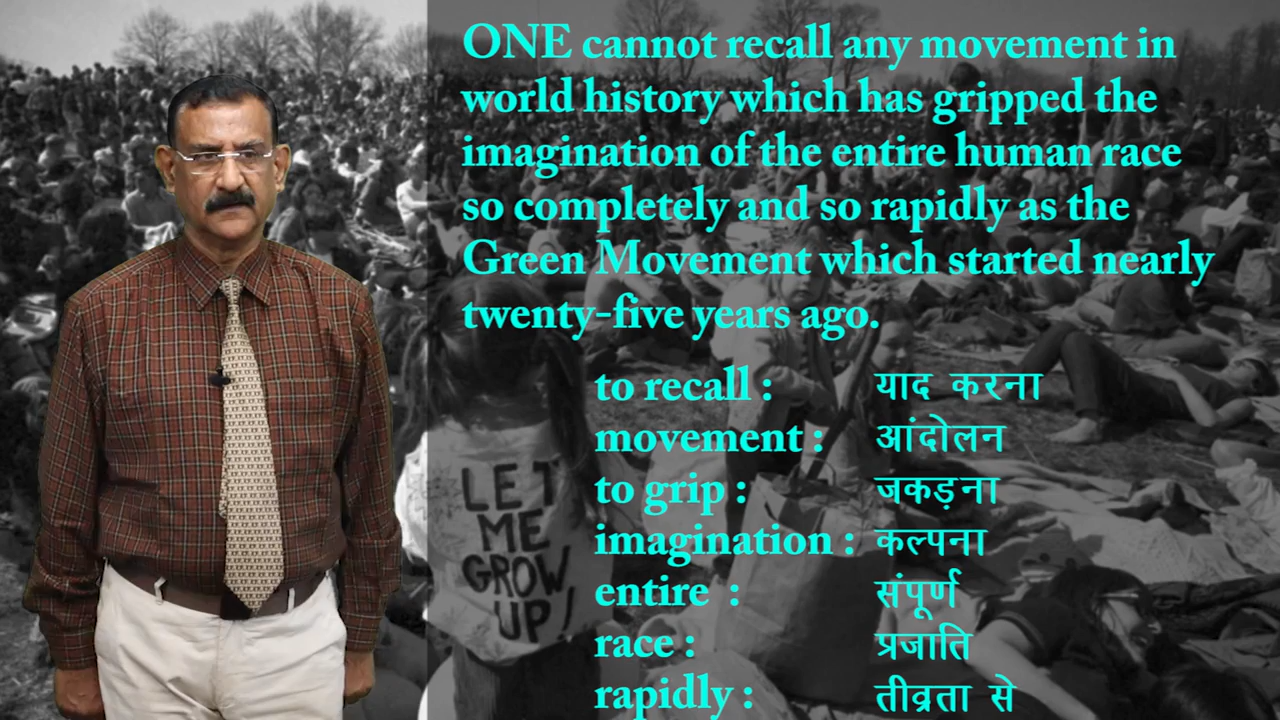 ONE cannot recall any movement in
world history which has gripped the
imagination of the entire human race
so completely and so rapidly as the
Green Movement which started nearly
twenty-five years ago.
to recall : याद करना
movement : आंदोलन
to grip : जकड़ना
imagination : कल्पना
entire : संपूर्ण
race : प्रजाति
rapidly : तीव्रता से
LET
ME
GROW
UP!